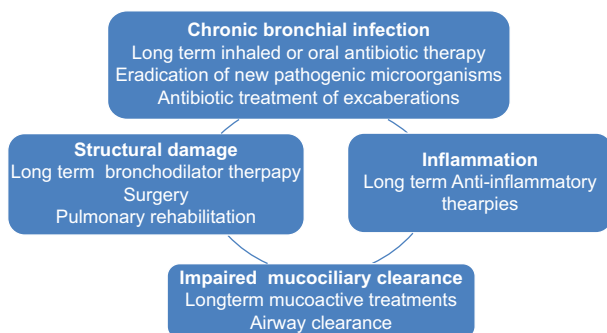 Chronic bronchial infection
Long term inhaled or oral antibiotic therapy
Eradication of new pathogenic microorganisms
Antibiotic treatment of excaberations
Structural damage
Long term bronchodilator therpapy
Surgery
Pulmonary rehabilitation
Inflammation
Long term Anti-inflammatory
thearpies
Impaired mucociliary clearance
Longterm mucoactive treatments
Airway clearance